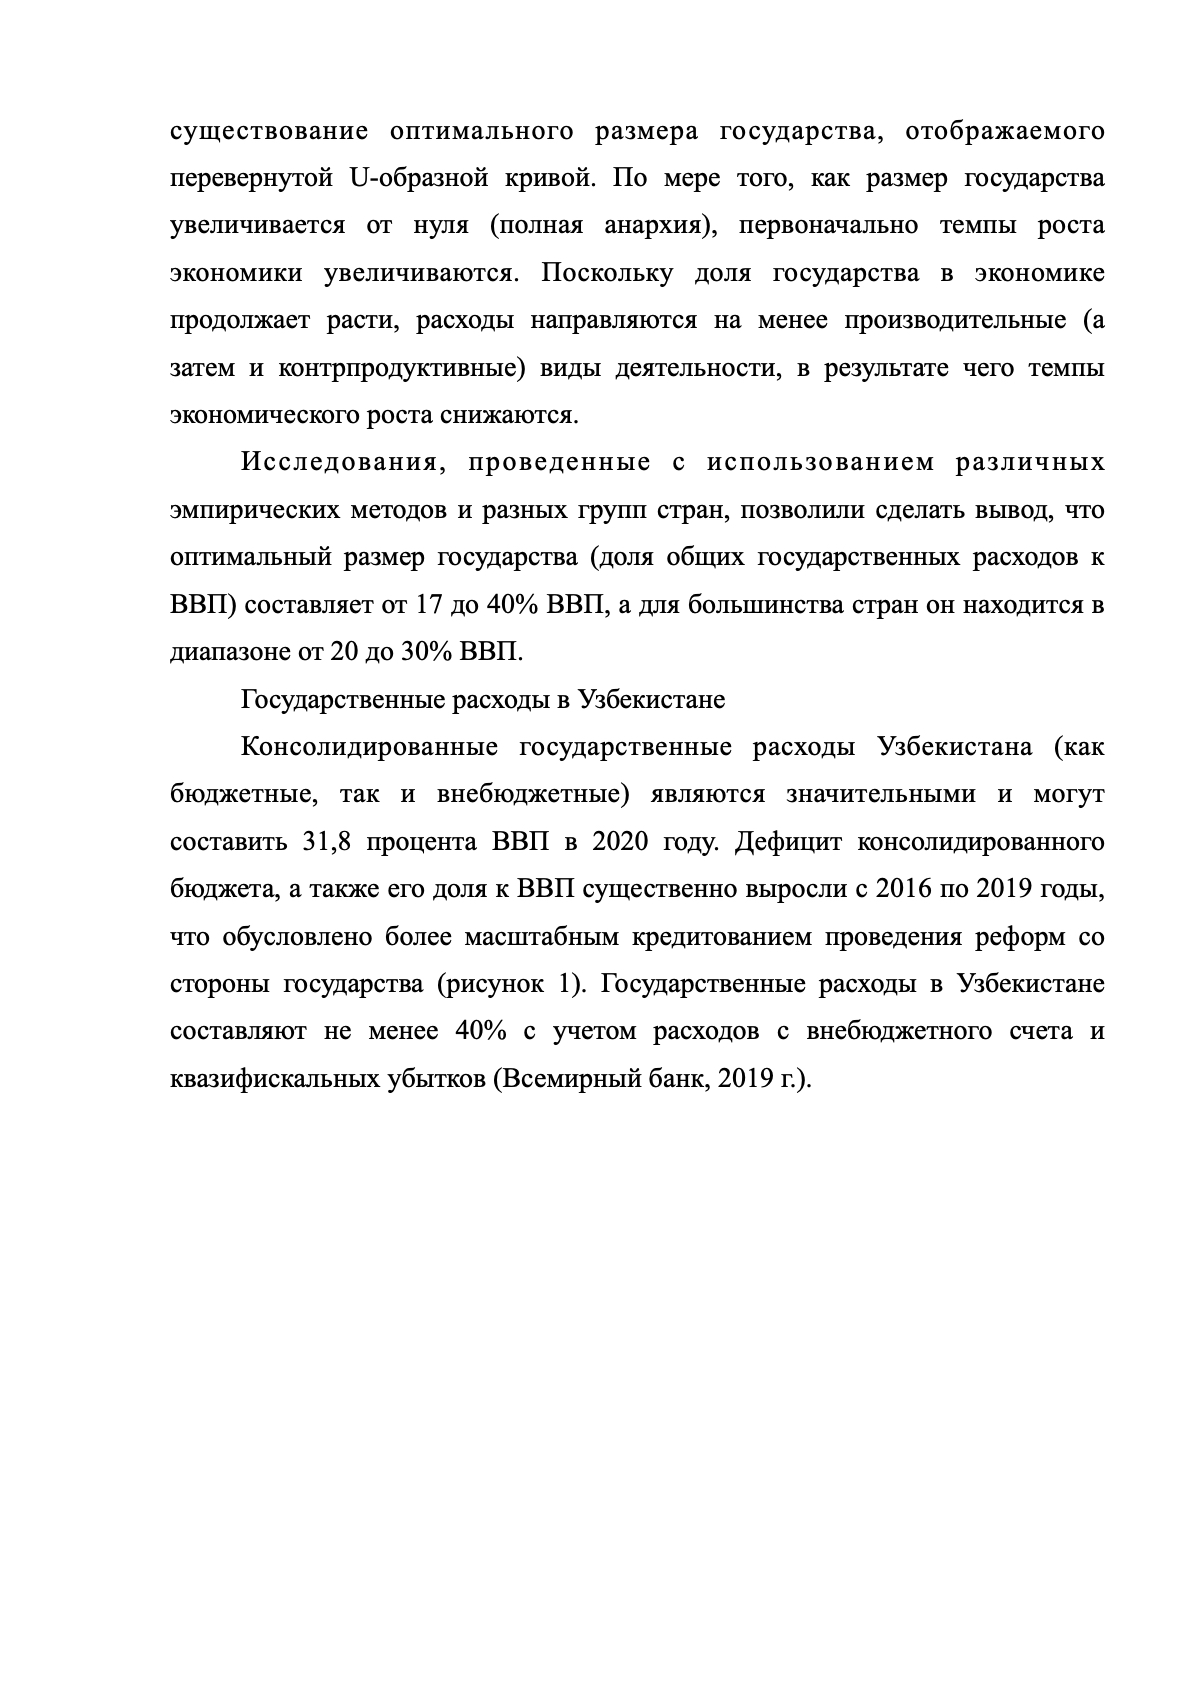 существование оптимального размера государства, отображаемого
перевернутой U-образной кривой. По мере того, как размер государства
увеличивается от нуля (полная анархия), первоначально темпы роста
экономики увеличиваются. Поскольку доля государства в экономике
продолжает расти, расходы направляются на менее производительные (а
затем и контрпродуктивные) виды деятельности, в результате чего темпы
экономического роста снижаются.
Исследования, проведенные с использованием различных
эмпирических методов и разных групп стран, позволили сделать вывод, что
оптимальный размер государства (доля общих государственных расходов к
ВВП) составляет от 17 до 40% ВВП, а для большинства стран он находится в
диапазоне от 20 до 30% ВВП.
Государственные расходы в Узбекистане
Консолидированные государственные расходы Узбекистана (как
бюджетные, так и внебюджетные) являются значительными и могут
составить 31,8 процента ВВП в 2020 году. Дефицит консолидированного
бюджета, а также его доля к ВВП существенно выросли с 2016 по 2019 годы,
что обусловлено более масштабным кредитованием проведения реформ со
стороны государства (рисунок 1). Государственные расходы в Узбекистане
составляют не менее 40% с учетом расходов с внебюджетного счета и
квазифискальных убытков (Всемирный банк, 2019 г.).